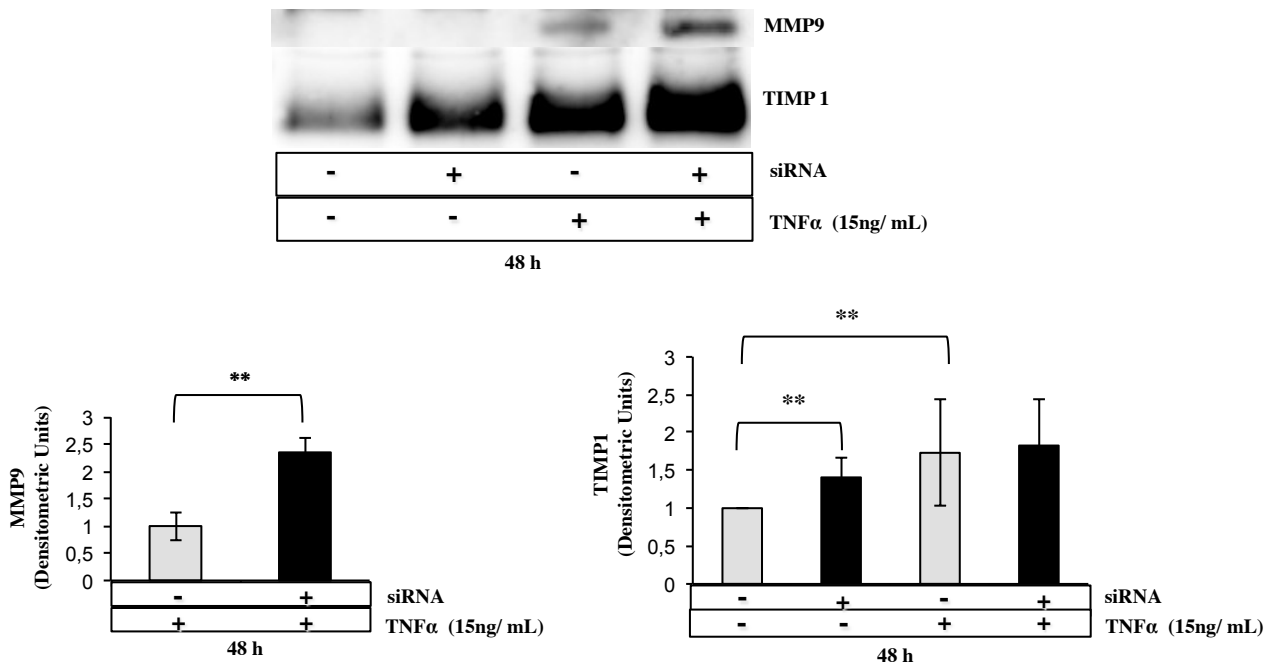 MMP9
TIMP 1
- + - + siRNA
- - + + TNFα (15ng/ mL)
48 h
**
3
2,5
2
1,5
1
0,5
0
MMP9
(Densitometric Units)
- + siRNA
+ + TNFα (15ng/ mL)
48 h
**
**
3
2,5
2
1,5
1
0,5
0
TIMP1
(Densitometric Units)
- + - + siRNA
- - + + TNFα (15ng/ mL)
48 h